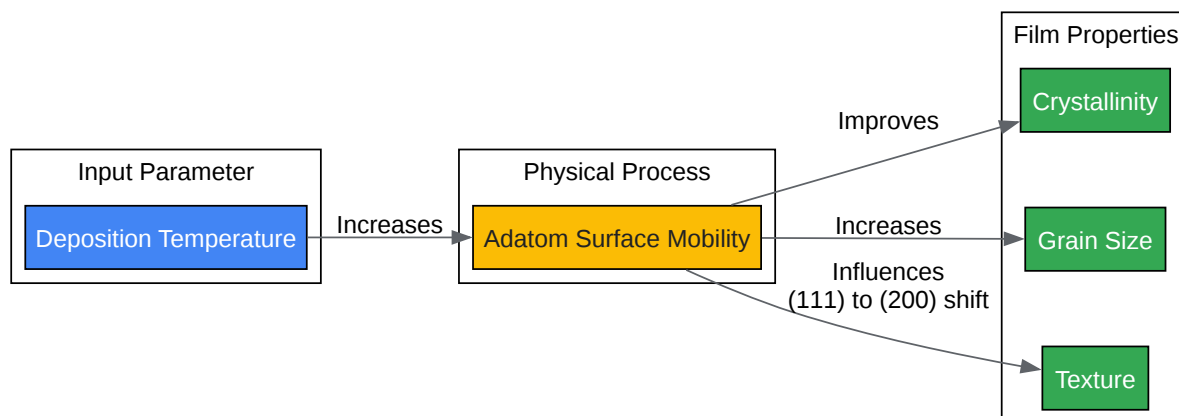 Film Properties
Crystallinity
Improves
Input Parameter
Physical Process
Deposition Temperature
Increases
Adatom Surface Mobility
Increases
Grain Size
Influences
(111) to (200) shift
Texture